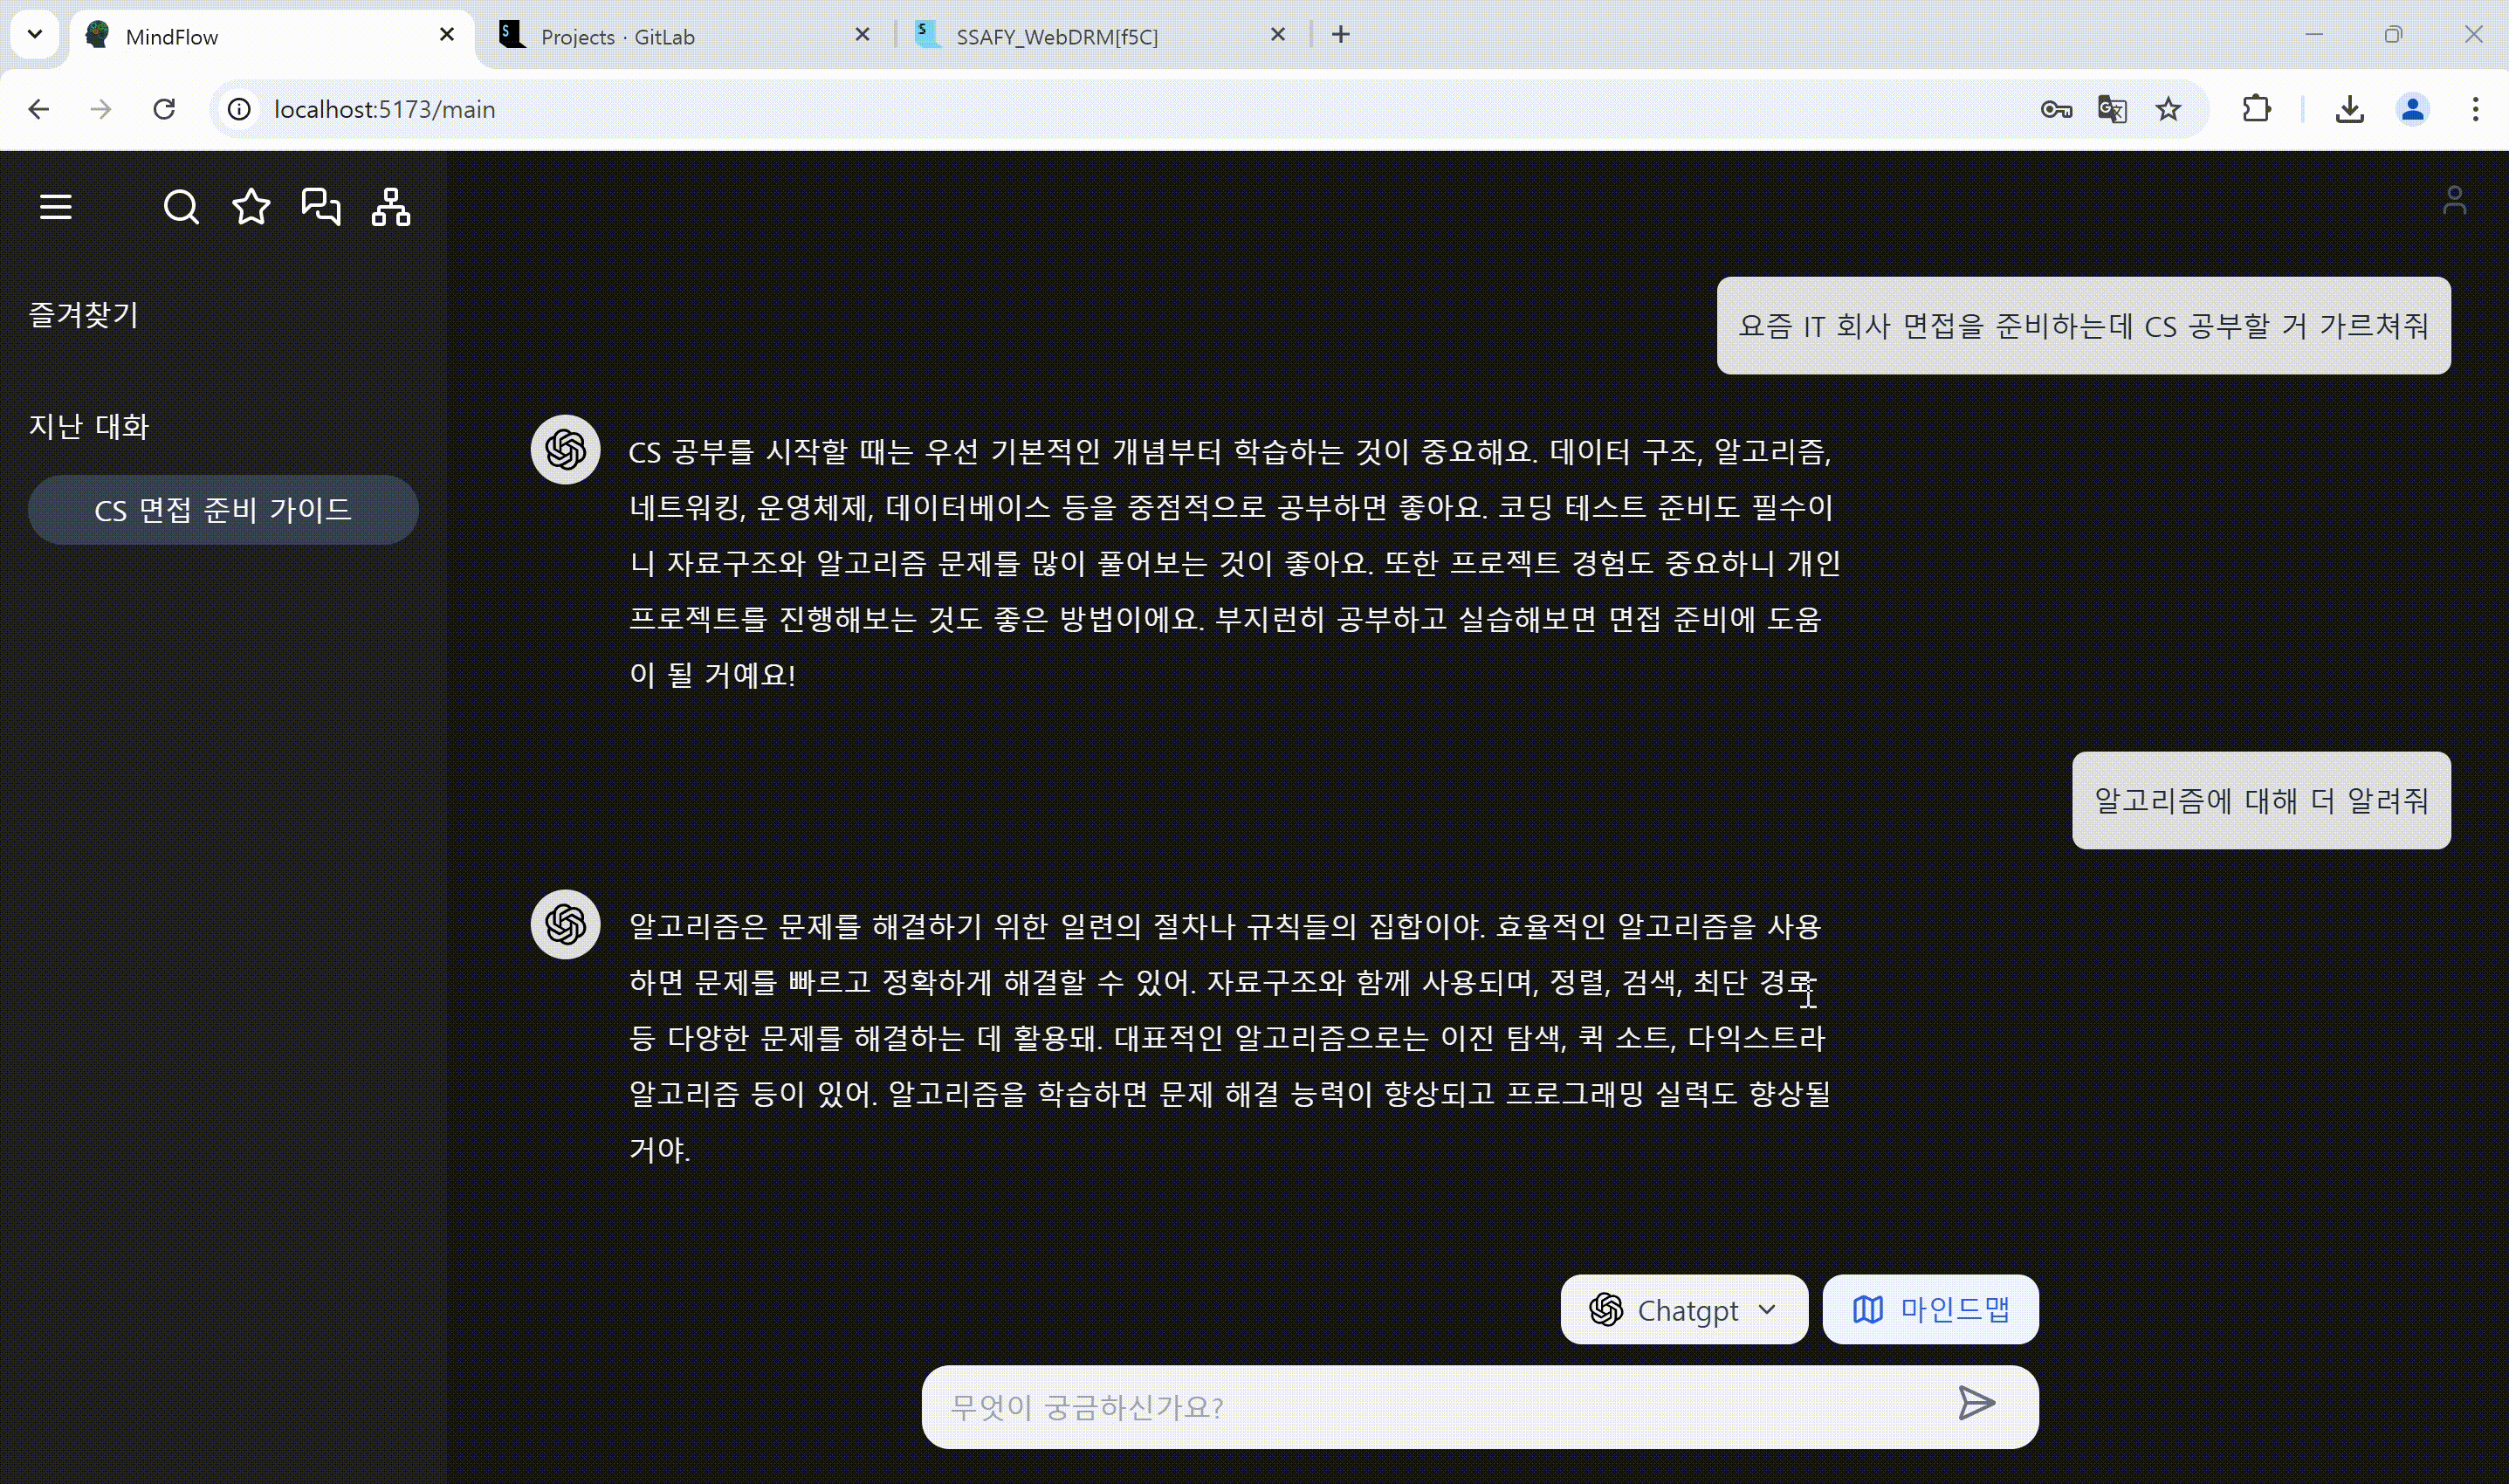 MindFlow
Projects · GitLab
SSAFY_WebDRM[f5C]
localhost:5173/main
즐겨찾기
지난 대화
CS 면접 준비 가이드
요즘 IT 회사 면접을 준비하는데 CS 공부할 거 가르쳐줘
CS 공부를 시작할 때는 우선 기본적인 개념부터 학습하는 것이 중요해요. 데이터 구조, 알고리즘,
네트워킹, 운영체제, 데이터베이스 등을 중점적으로 공부하면 좋아요. 코딩 테스트 준비도 필수이
니 자료구조와 알고리즘 문제를 많이 풀어보는 것이 좋아요. 또한 프로젝트 경험도 중요하니 개인
프로젝트를 진행해보는 것도 좋은 방법이에요. 부지런히 공부하고 실습해보면 면접 준비에 도움
이 될 거예요!
알고리즘에 대해 더 알려줘
알고리즘은 문제를 해결하기 위한 일련의 절차나 규칙들의 집합이야. 효율적인 알고리즘을 사용
하면 문제를 빠르고 정확하게 해결할 수 있어. 자료구조와 함께 사용되며, 정렬, 검색, 최단 경로
등 다양한 문제를 해결하는 데 활용돼. 대표적인 알고리즘으로는 이진 탐색, 퀵 소트, 다익스트라
알고리즘 등이 있어. 알고리즘을 학습하면 문제 해결 능력이 향상되고 프로그래밍 실력도 향상될
거야.
Chatgpt
마인드맵
무엇이 궁금하신가요?